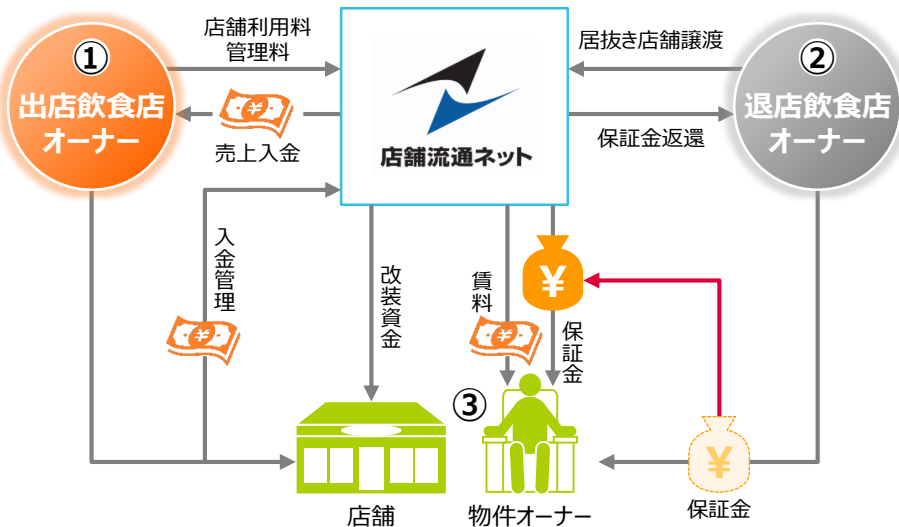 ①
出店飲食店
オーナー
店舗利用料
管理料
¥
売上入金
店舗流通ネット
居抜き店舗譲渡
保証金返還
②
退店飲食店
オーナー
入金管理
¥
改装資金
賃料
¥
¥
保証金
③
店舗
物件オーナー
¥
保証金